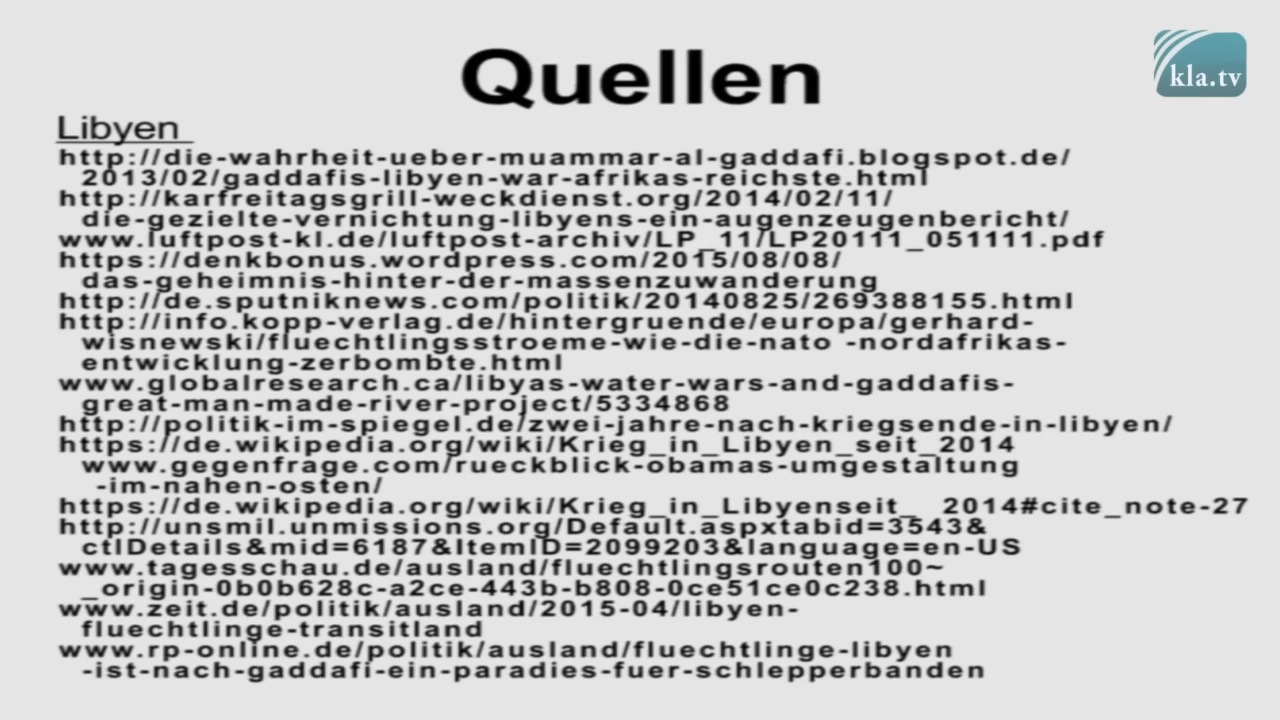 Quellen
kla.tv
Libyen
http://die-wahrheit-ueber-muammar-al-gaddafi.blogspot.de/
2013/02/gaddafis-libyen-war-afrikas-reichste.html
http://karfreitagsgrill-weckdienst.org/2014/02/11/
die-gezielte-vernichtung-libyens-ein-augenzeugenbericht/
www.luftpost-kl.de/luftpost-archiv/LP_11/LP20111_051111.pdf
https://denkbonus.wordpress.com/2015/08/08/
das-geheimnis-hinter-der-massenzuwanderung
http://de.sputniknews.com/politik/20140825/269388155.html
http://info.kopp-verlag.de/hintergruende/europa/gerhard-
wisnewski/fluechtlingsstroeme-wie-die-nato -nordafrikas-
entwicklung-zerbombte.html
www.globalresearch.ca/libyas-water-wars-and-gaddafis-
great-man-made-river-project/5334868
http://politik-im-spiegel.de/zwei-jahre-nach-kriegsende-in-libyen/
https://de.wikipedia.org/wiki/Krieg_in_Libyen_seit_2014
www.gegenfrage.com/rueckblick-obamas-umgestaltung
-im-nahen-osten/
https://de.wikipedia.org/wiki/Krieg_in_Libyenseit_ 2014#cite_note-27
http://unsmil.unmissions.org/Default.aspxtabid=3543&
ctlDetails&mid=6187&ItemID=2099203&language=en-US
www.tagesschau.de/ausland/fluechtlingsrouten100~
_origin-0b0b628c-a2ce-443b-b808-0ce51ce0c238.html
www.zeit.de/politik/ausland/2015-04/libyen-
fluechtlinge-transitland
www.rp-online.de/politik/ausland/fluechtlinge-libyen
-ist-nach-gaddafi-ein-paradies-fuer-schlepperbanden